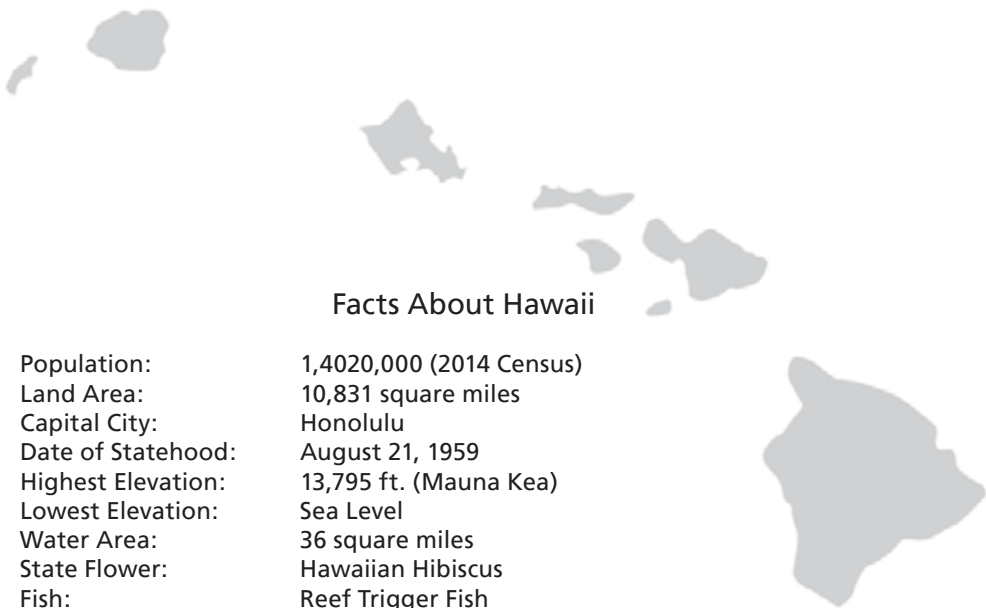 Facts About Hawaii
Population: 1,4020,000 (2014 Census)
Land Area: 10,831 square miles
Capital City: Honolulu
Date of Statehood: August 21, 1959
Highest Elevation: 13,795 ft. (Mauna Kea)
Lowest Elevation: Sea Level
Water Area: 36 square miles
State Flower: Hawaiian Hibiscus
Fish: Reef Trigger Fish